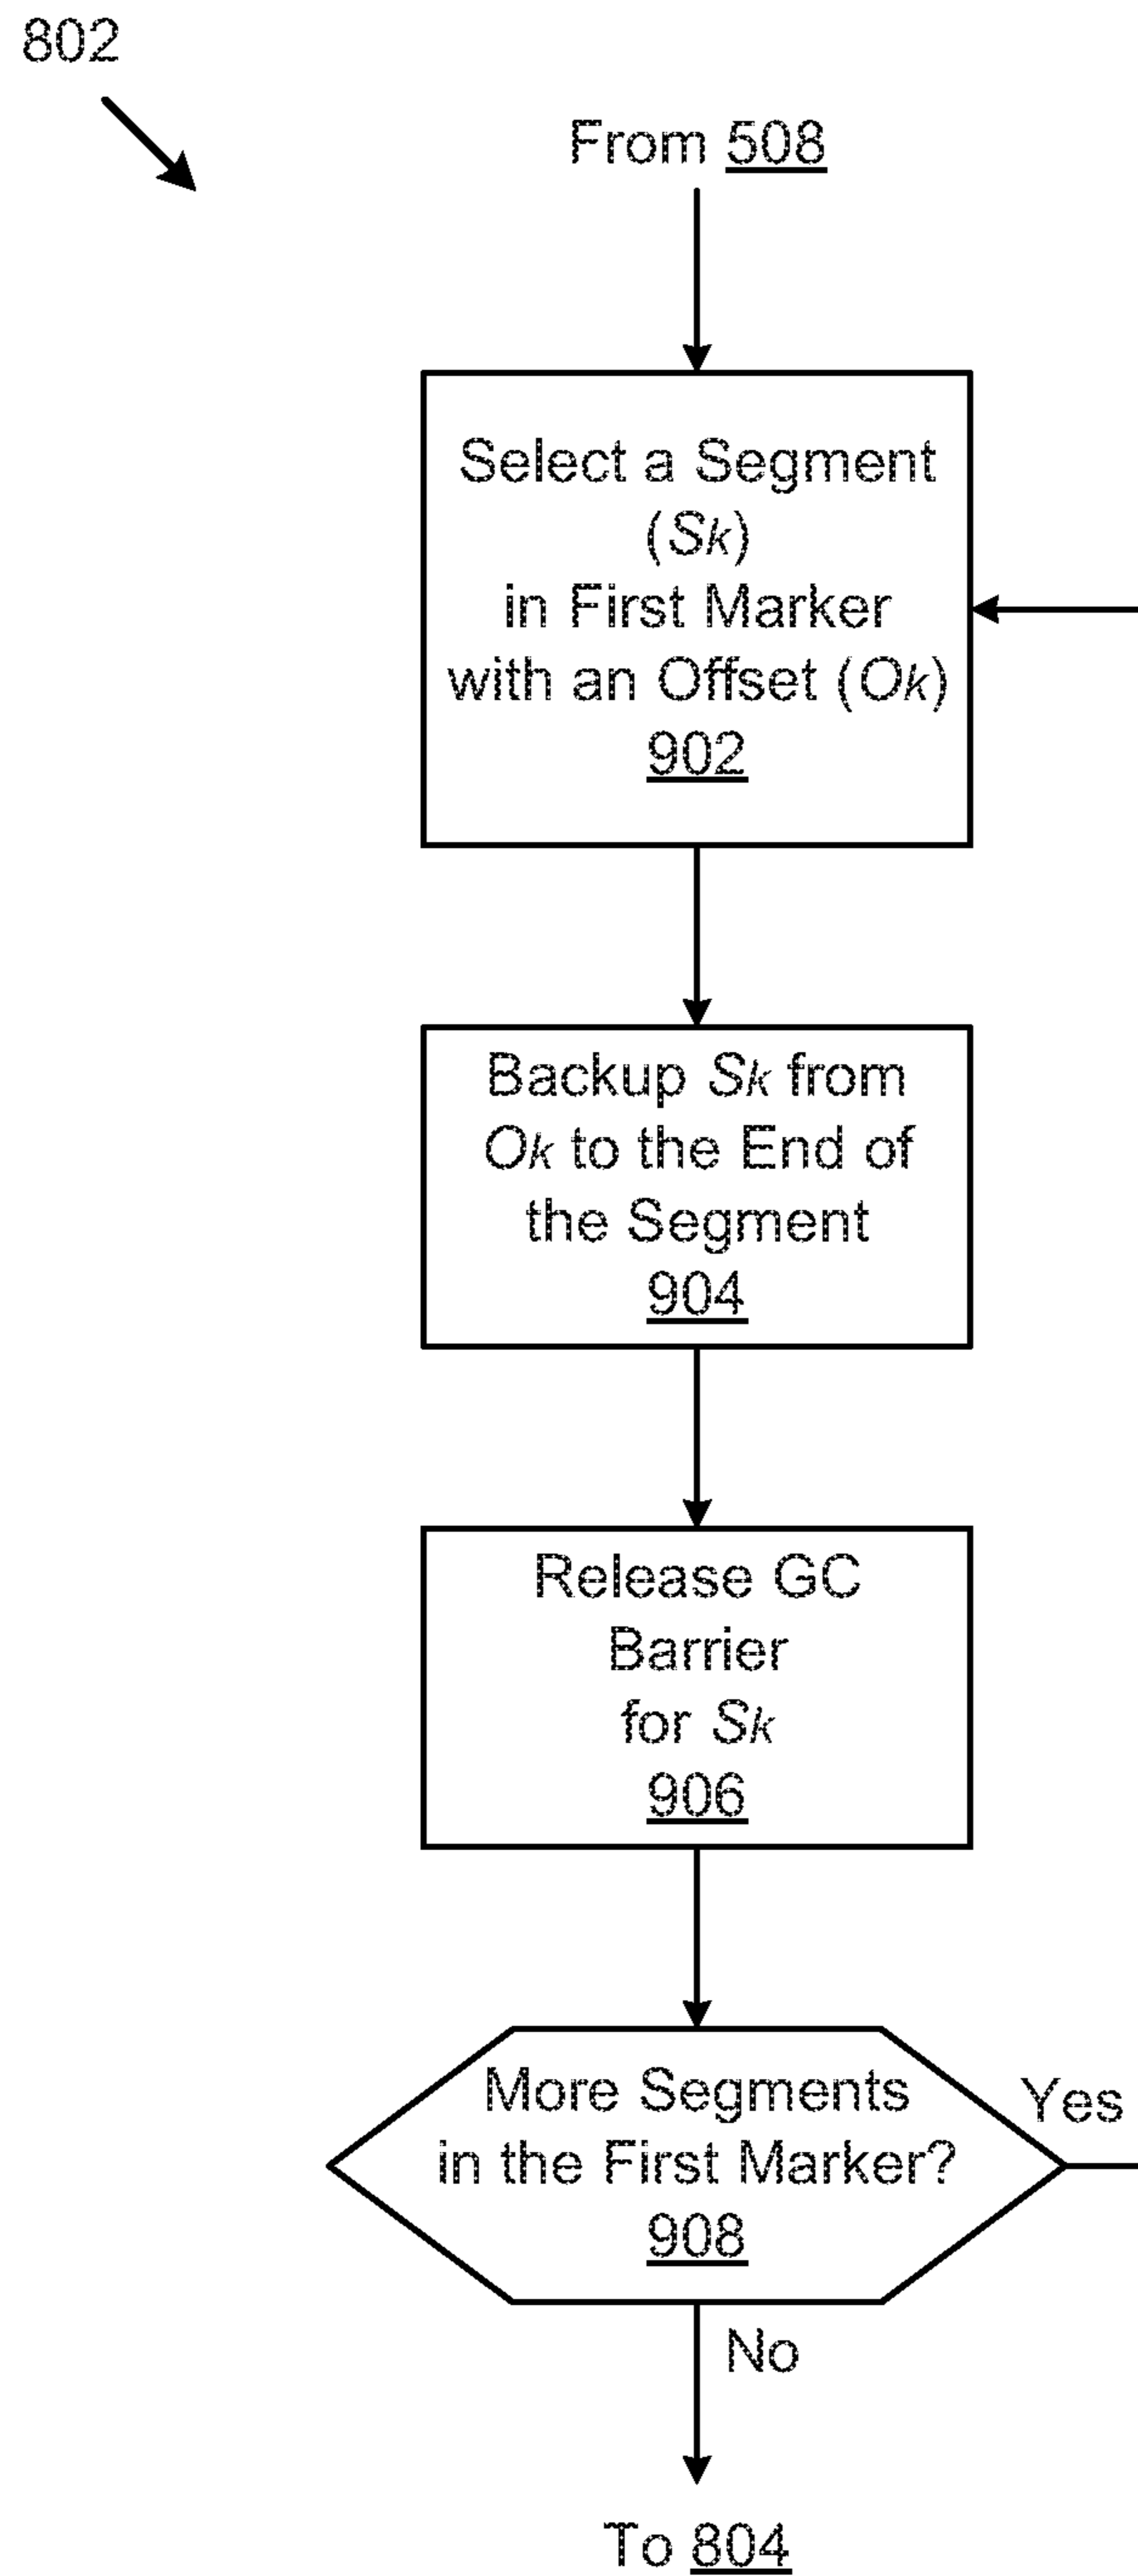 802
From 508
Select a Segment
(Sk)
in First Marker
with an Offset (Ok)
902
Backup Sk from
Ok to the End of
the Segment
904
Release GC
Barrier
for Sk
906
More Segments
in the First Marker?
908
Yes
No
To 804